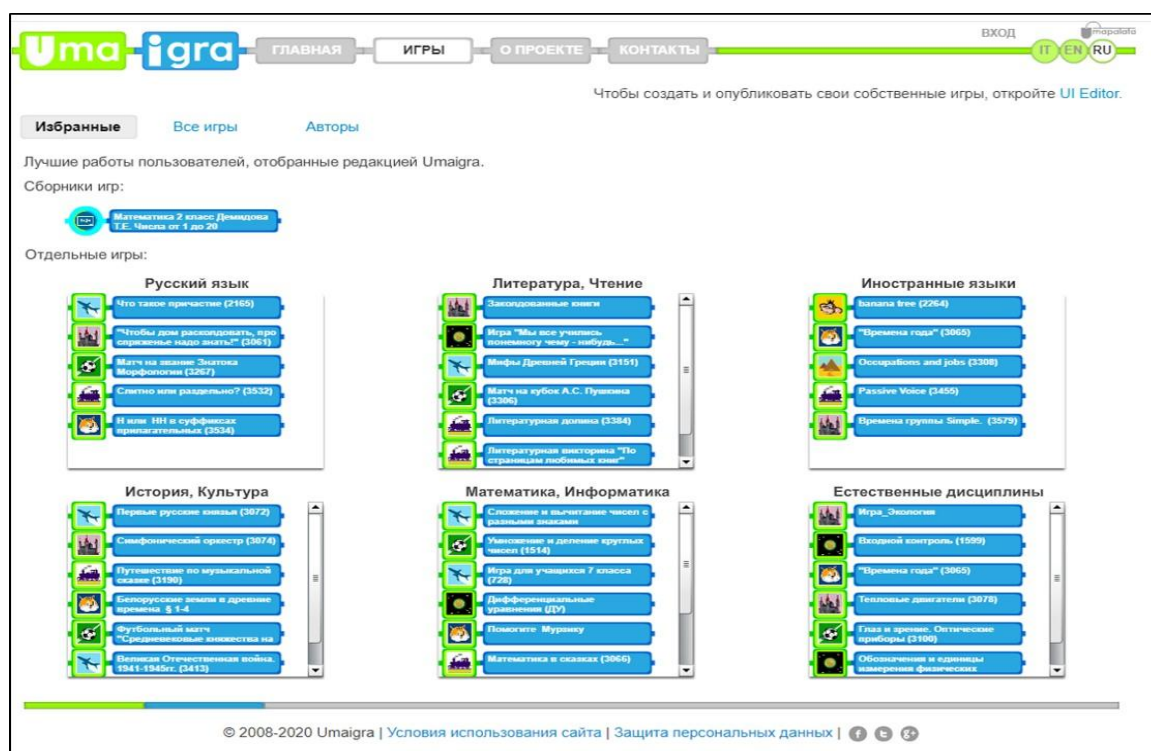 Uma igra ГЛАВНАЯ ИГРЫ О ПРОЕКТЕ КОНТАКТЫ ВХОД Umapalata
IT EN RU
Чтобы создать и опубликовать свои собственные игры, откройте UI Editor.
Избранные Все игры Авторы
Лучшие работы пользователей, отобранные редакцией Umaigra.
Сборники игр:
Математика 2 класс Демидова
Т.Е. Числа от 1 до 20
Отдельные игры:
Русский язык
Что такое причастие (2165)
"Чтобы дом расколдовать, про
спряженье надо знать!" (3061)
Матч на звание Знатока
Морфологии (3267)
Слитно или раздельно? (3532)
Н или НН в суффиксах
прилагательных (3534)
Литература, Чтение
Заколдованные книги
Игра "Мы все учились
понемногу чему - нибудь..."
Мифы Древней Греции (3151)
Матч на кубок А.С. Пушкина
(3306)
Литературная долина (3384)
Литературная викторина "По
страницам любимых книг"
Иностранные языки
banana tree (2264)
"Времена года" (3065)
Occupations and jobs (3308)
Passive Voice (3455)
Времена группы Simple. (3579)
История, Культура
Первые русские князья (3072)
Симфонический оркестр (3074)
Путешествие по музыкальной
сказке (3190)
Белорусские земли в древние
времена § 1-4
Футбольный матч
"Средневековые княжества на
Великая Отечественная война.
1941-1945гг. (3413)
Математика, Информатика
Сложение и вычитание чисел с
разными знаками
Умножение и деление круглых
чисел (1514)
Игра для учащихся 7 класса
(728)
Дифференциальные
уравнения (ДУ)
Помогите Мурзику
Математика в сказках (3066)
Естественные дисциплины
Игра_Экология
Входной контроль (1599)
"Времена года" (3065)
Тепловые двигатели (3078)
Глаз и зрение. Оптические
приборы (3100)
Обозначения и единицы
измерения физических
© 2008-2020 Umaigra | Условия использования сайта | Защита персональных данных |